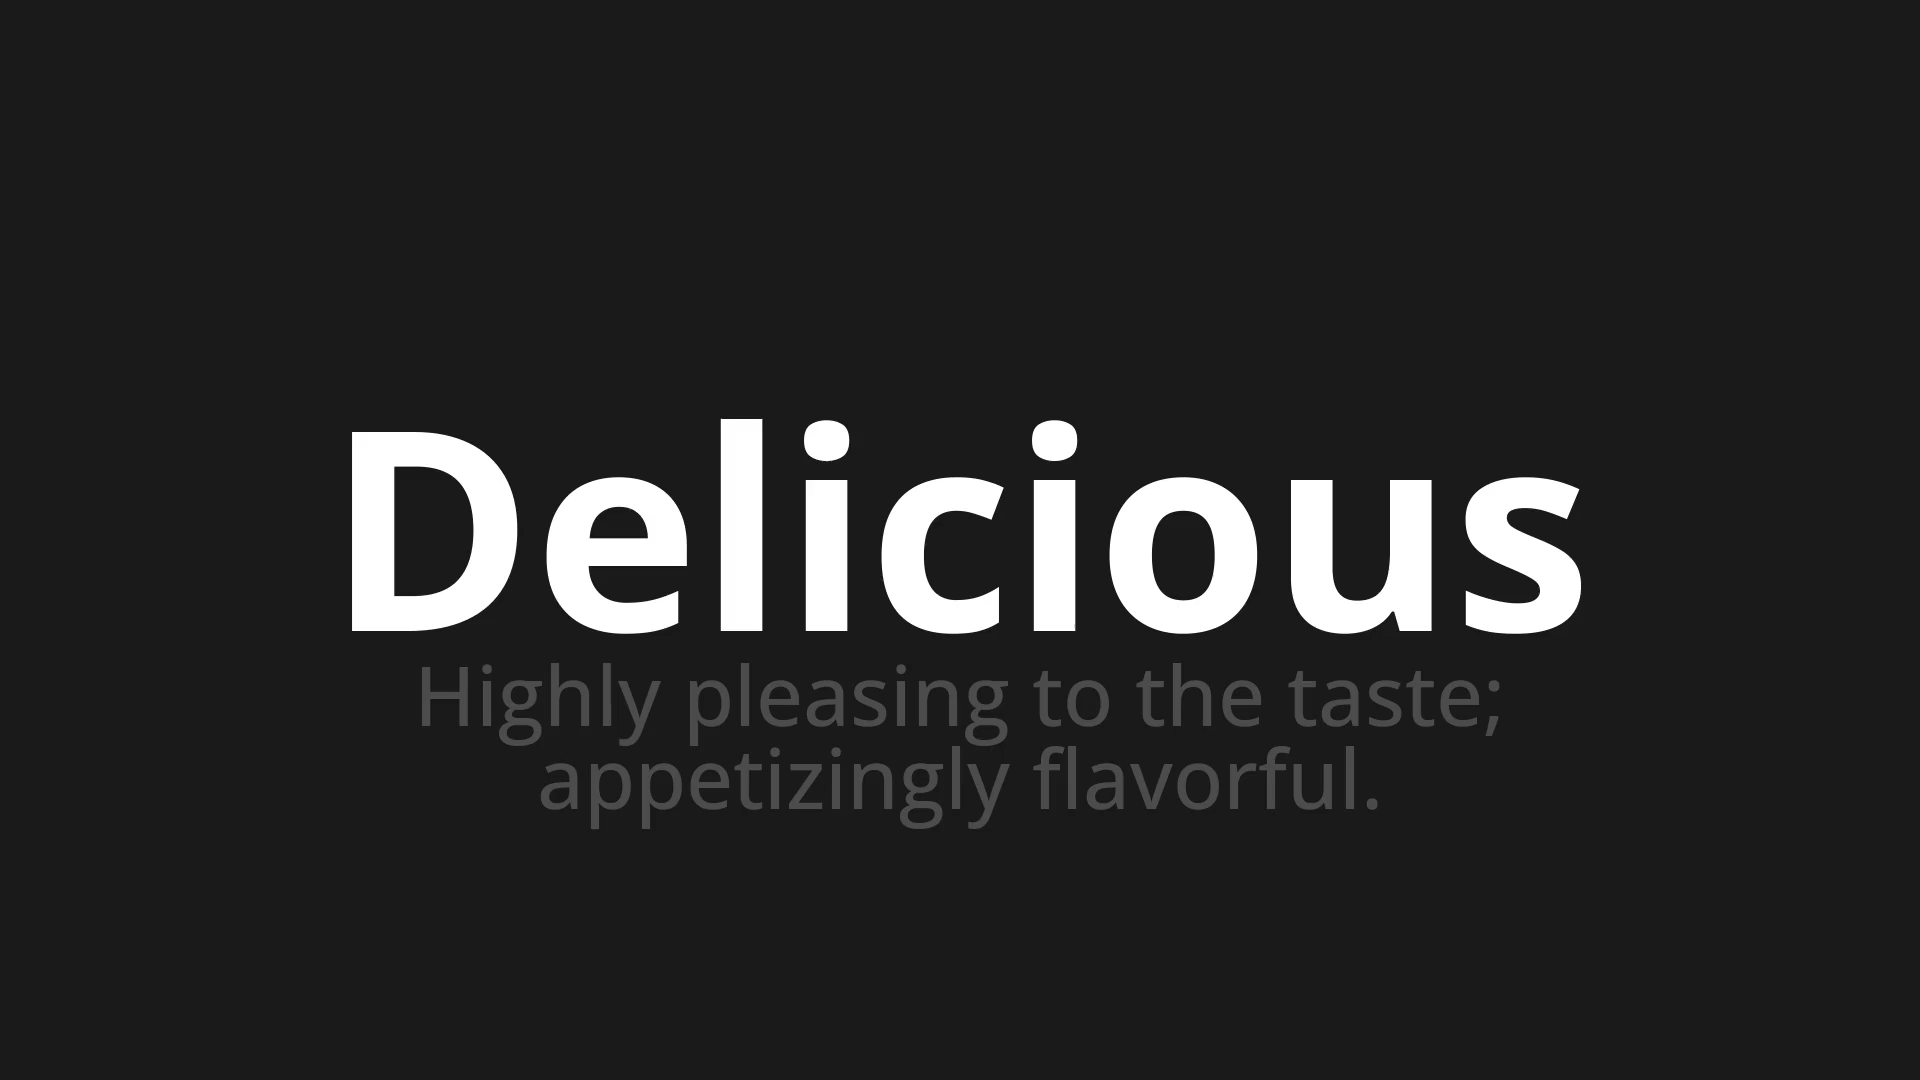 Delicious
Highly pleasing to the taste;
appetizingly flavorful.